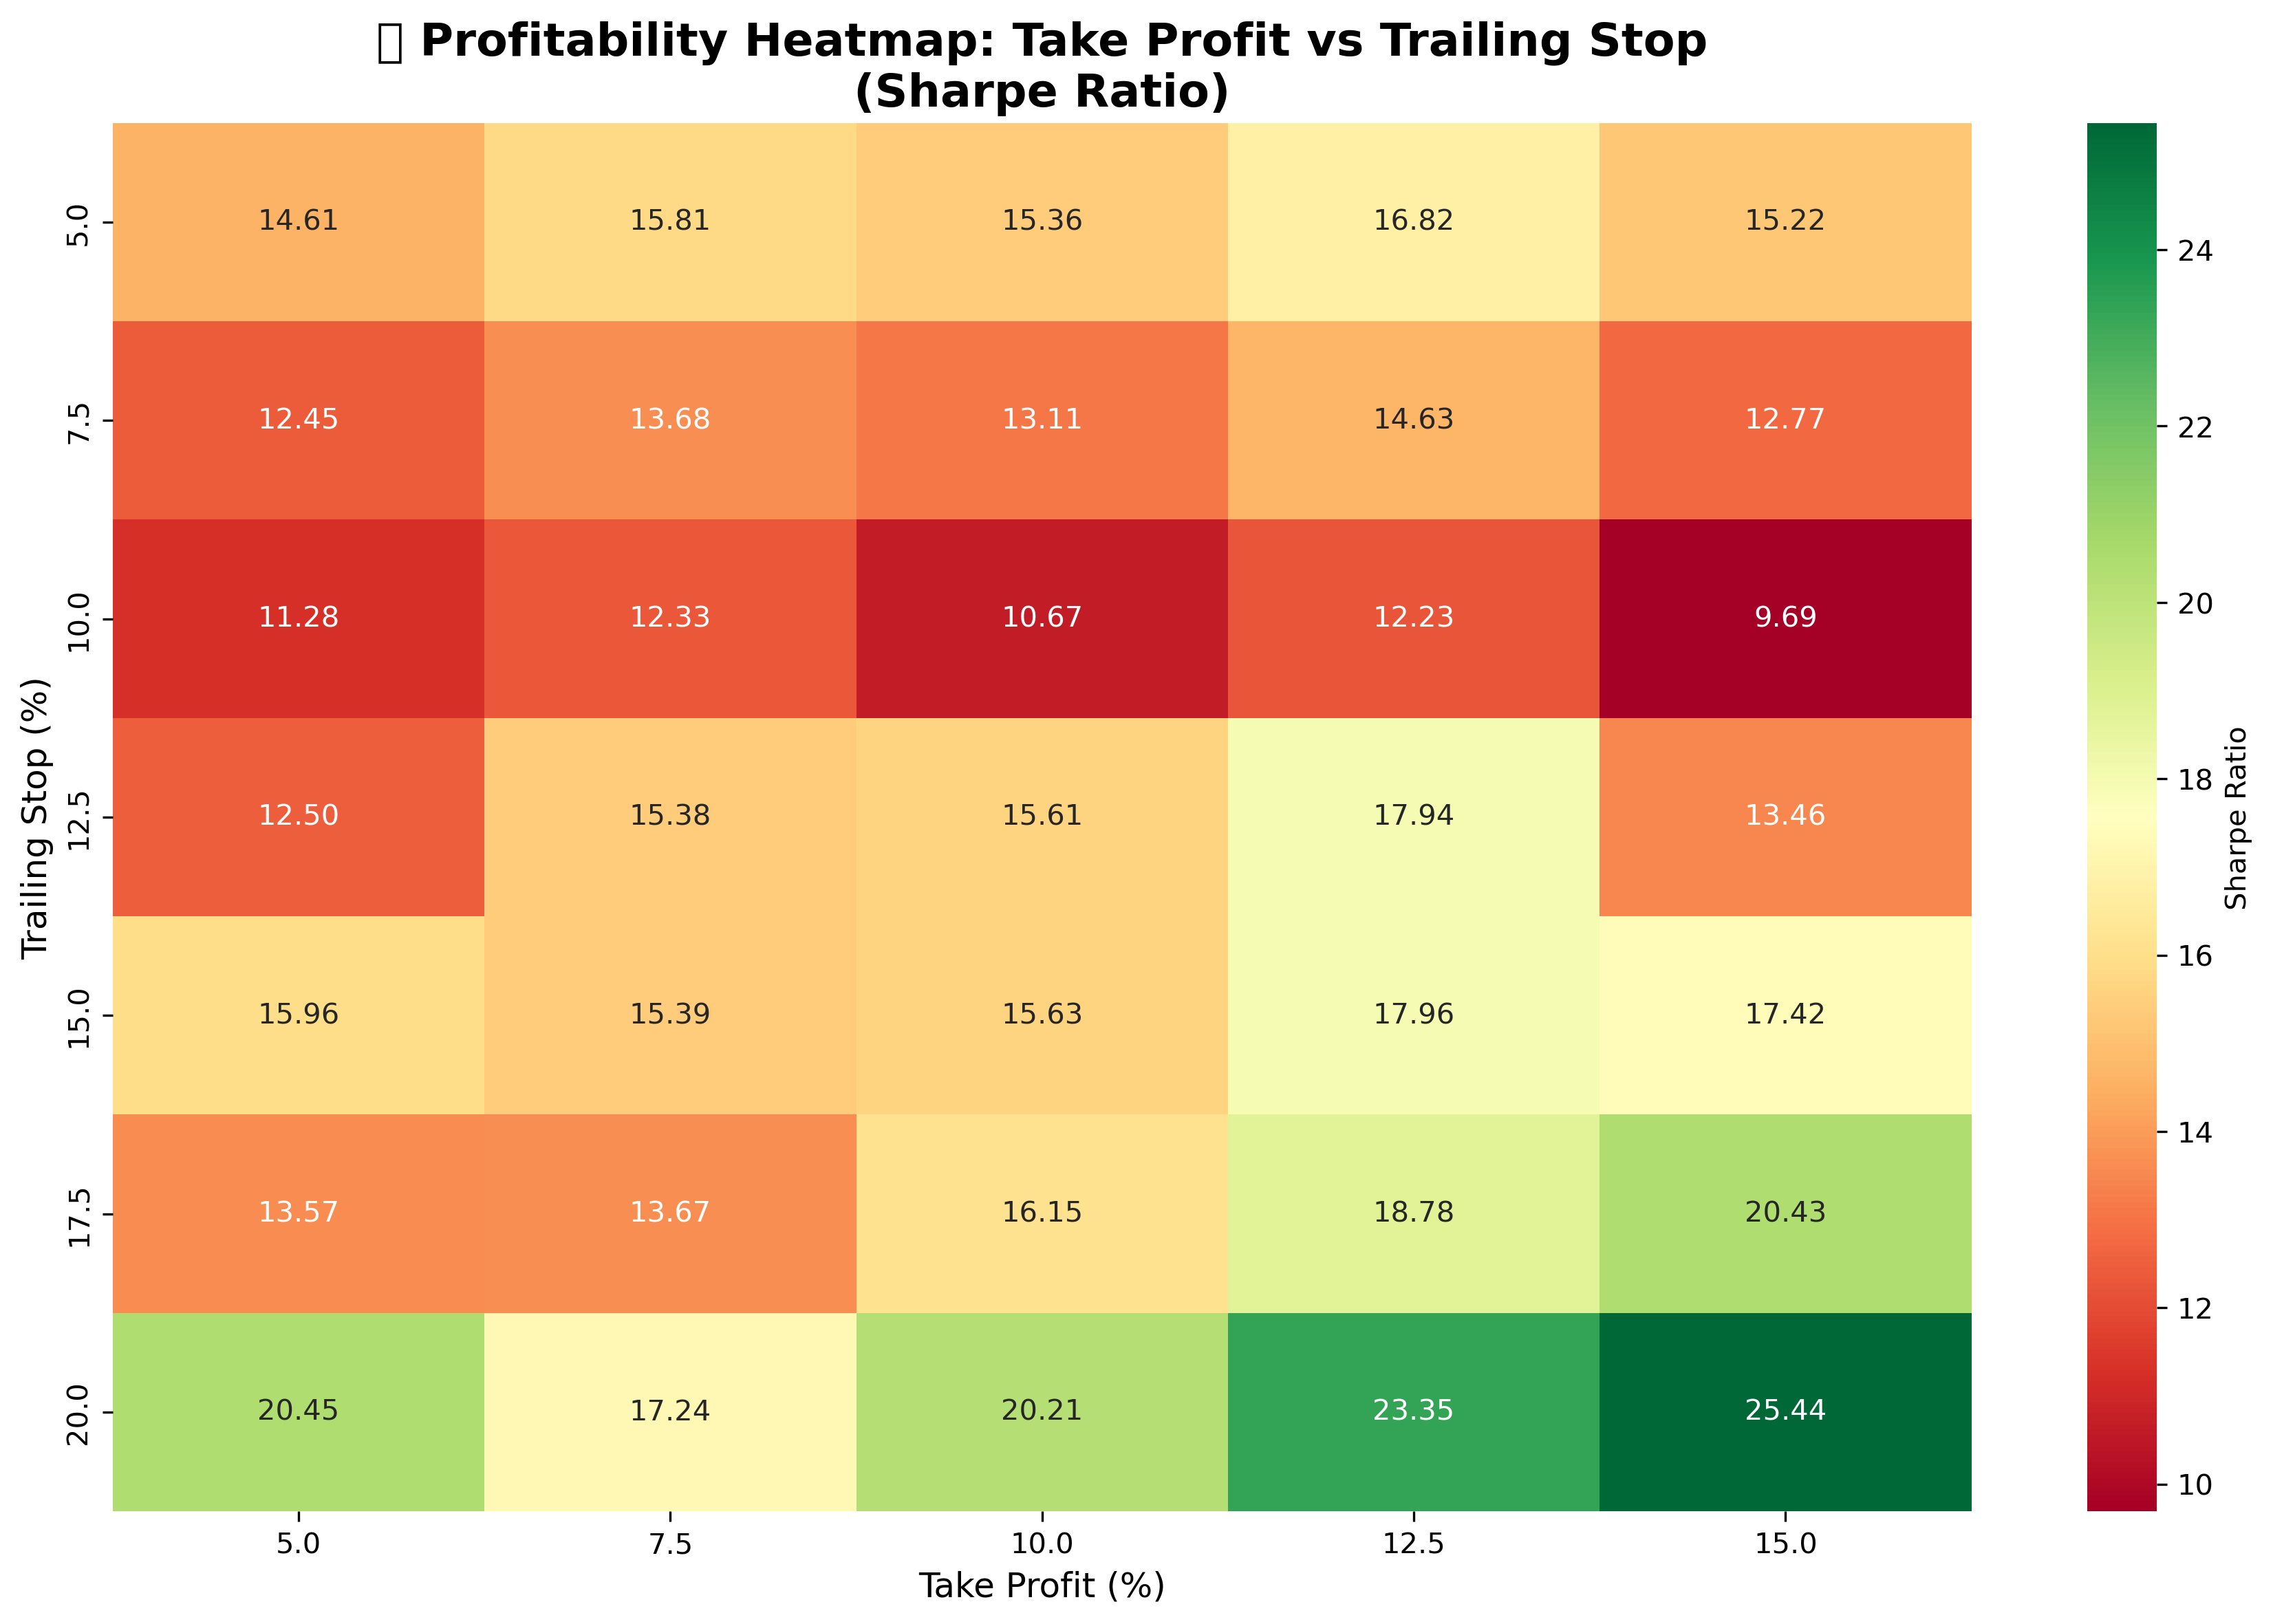 ▯ Profitability Heatmap: Take Profit vs Trailing Stop
(Sharpe Ratio)
Trailing Stop (%)
5.0 14.61 15.81 15.36 16.82 15.22
7.5 12.45 13.68 13.11 14.63 12.77
10.0 11.28 12.33 10.67 12.23 9.69
12.5 12.50 15.38 15.61 17.94 13.46
15.0 15.96 15.39 15.63 17.96 17.42
17.5 13.57 13.67 16.15 18.78 20.43
20.0 20.45 17.24 20.21 23.35 25.44
5.0 7.5 10.0 12.5 15.0
Take Profit (%)
24
22
20
18
16
14
12
10
Sharpe Ratio